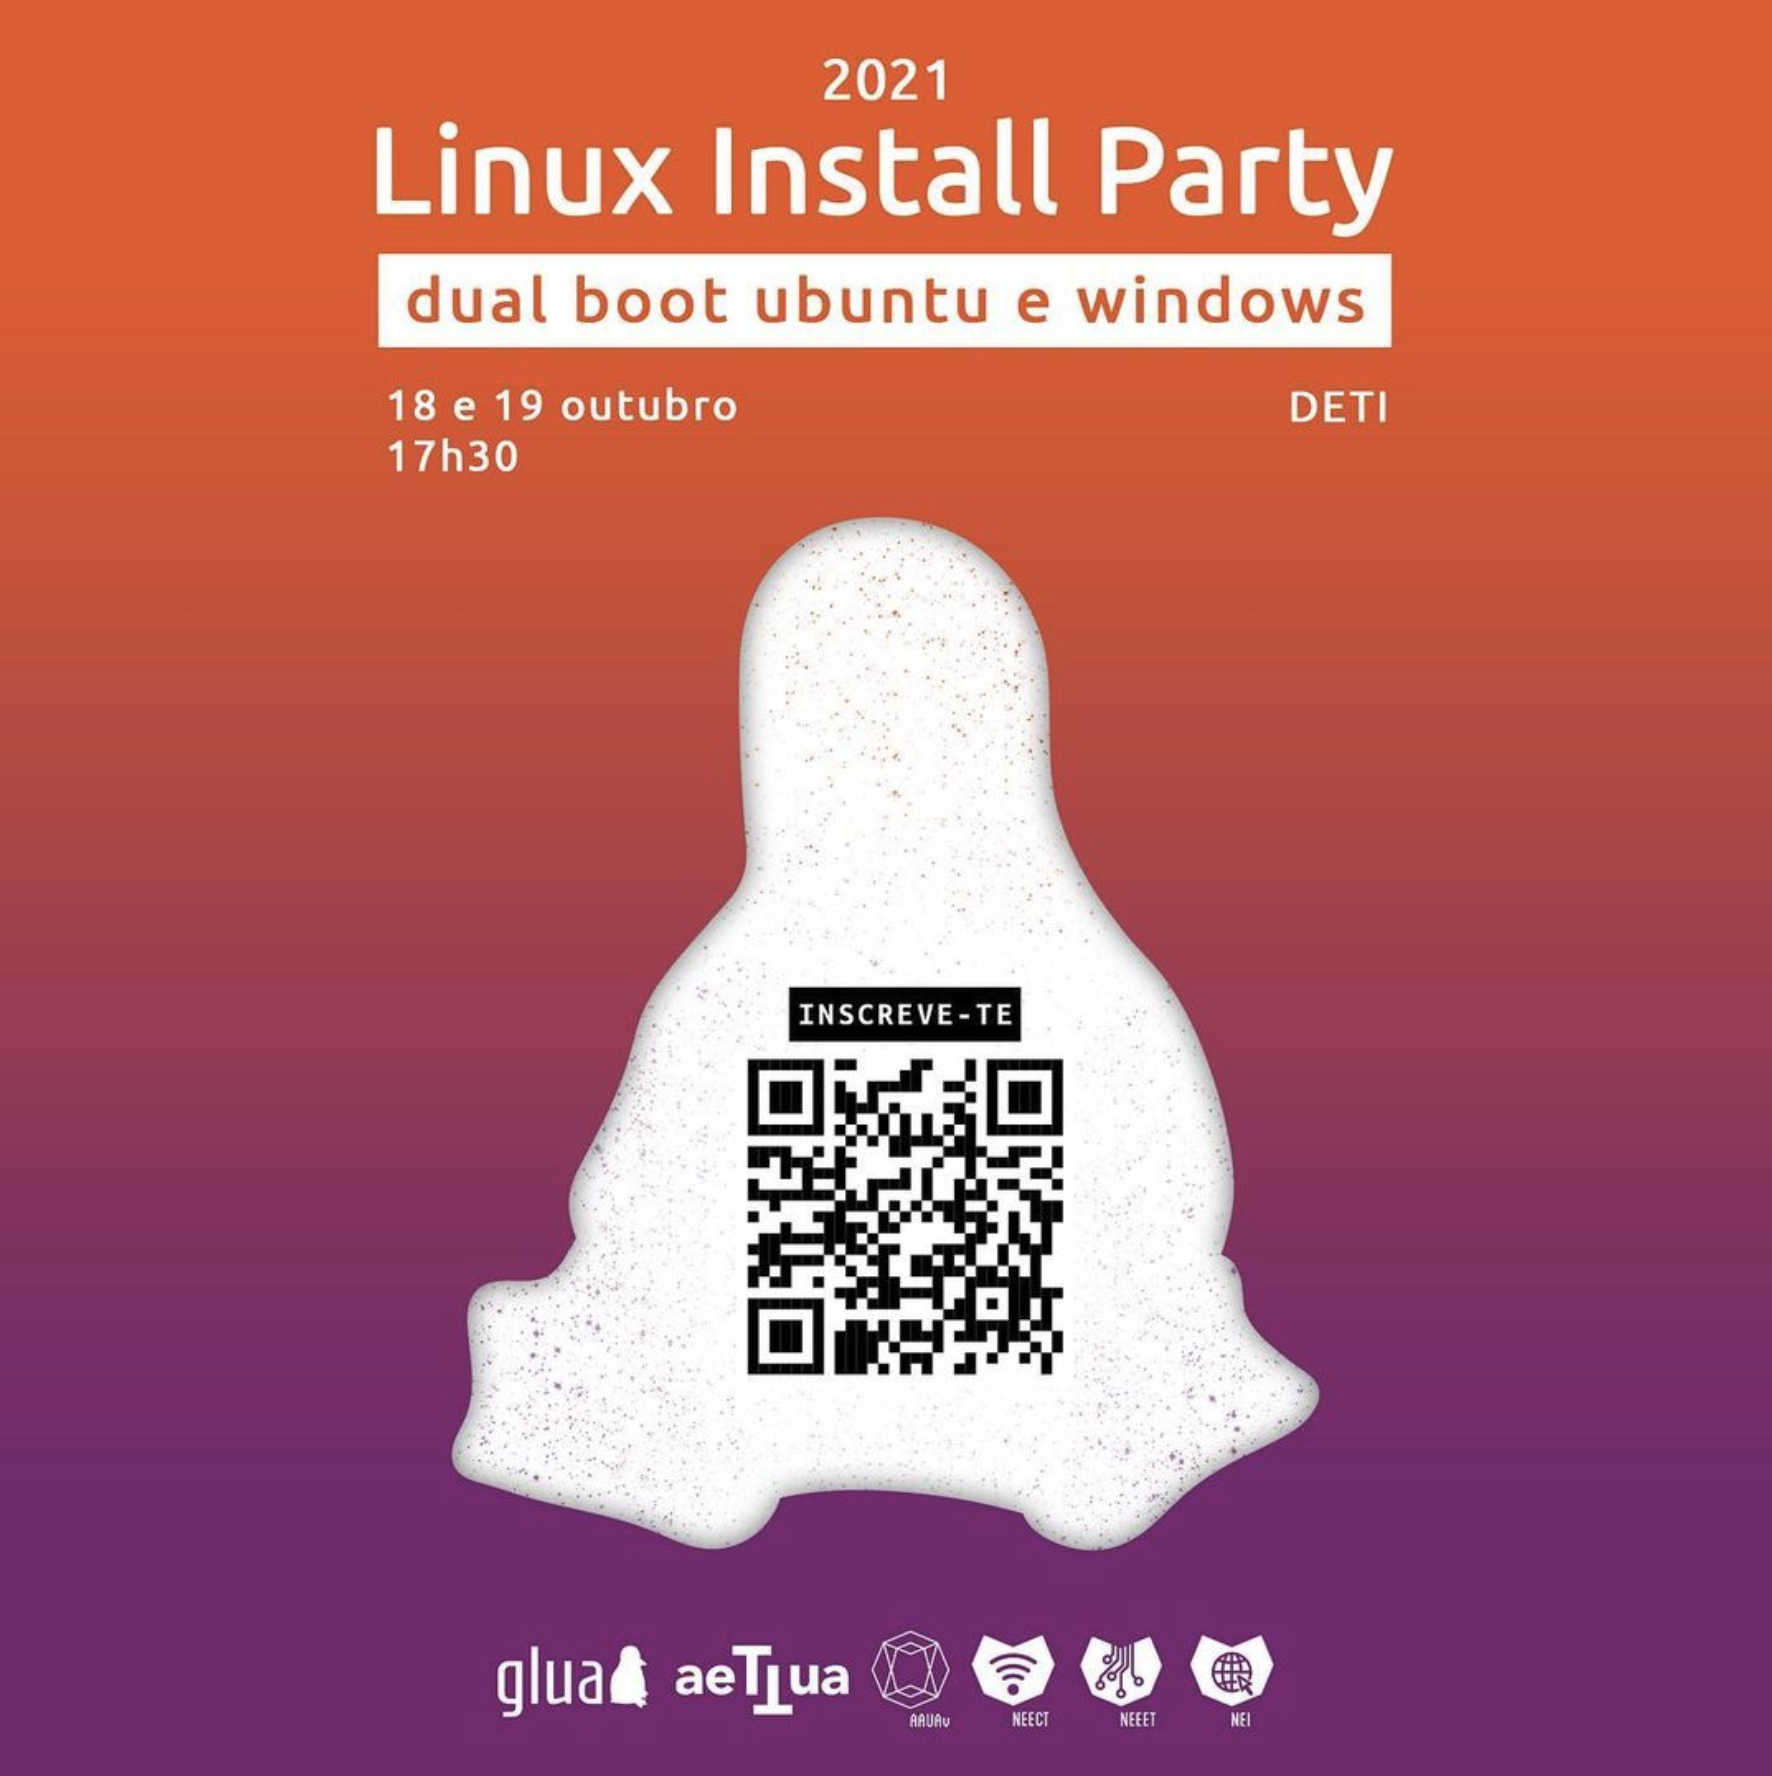 2021
Linux Install Party
dual boot ubuntu e windows
18 e 19 outubro
17h30
DETI
INSCREVE-TE
glua
aeTTua
AAUAv
NEECT
NEEET
NEI